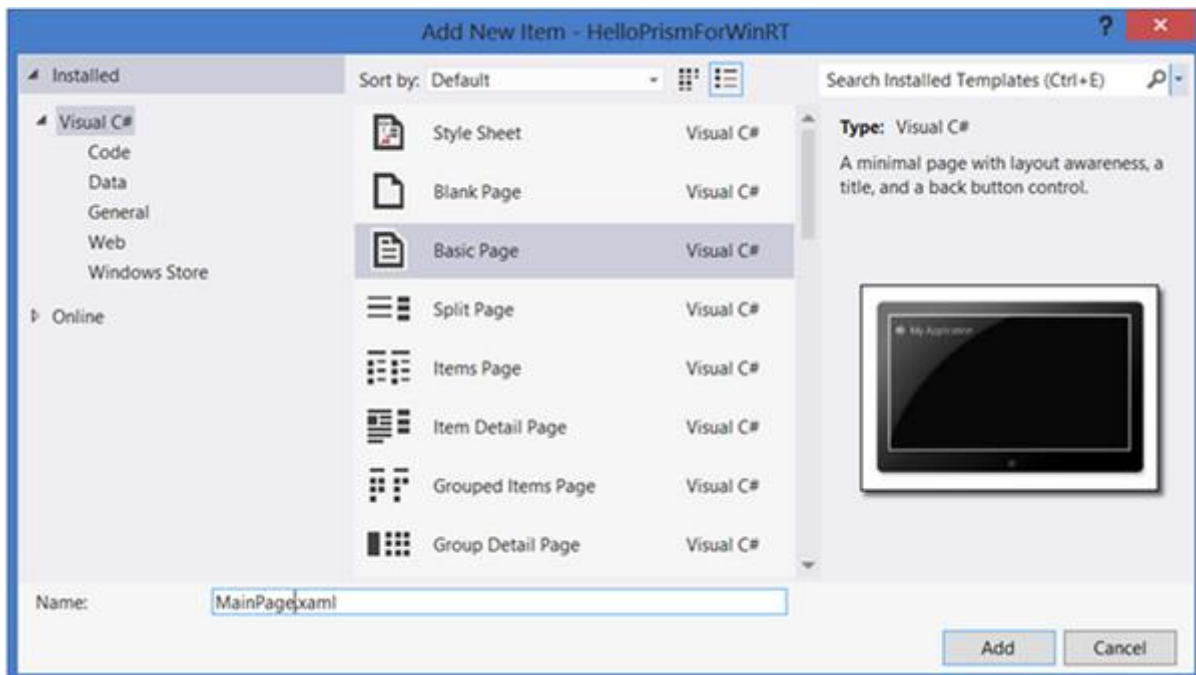 Add New Item - HelloPrismForWinRT
?
Installed
Sort by: Default
Search Installed Templates (Ctrl+E)
Visual C#
Code
Data
General
Web
Windows Store
Online
Style Sheet Visual C#
Blank Page Visual C#
Basic Page Visual C#
Split Page Visual C#
Items Page Visual C#
Item Detail Page Visual C#
Grouped Items Page Visual C#
Group Detail Page Visual C#
Type: Visual C#
A minimal page with layout awareness, a
title, and a back button control.
My Application
Name: MainPage.xaml
Add Cancel